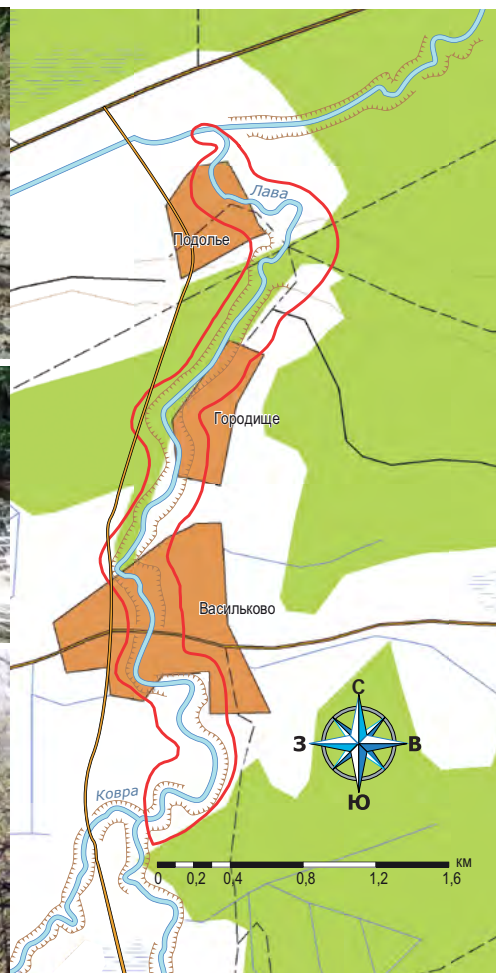 Лава
Подолье
Городище
Васильково
С
З В
Ю
Ковра
км
0 0,2 0,4 0,8 1,2 1,6